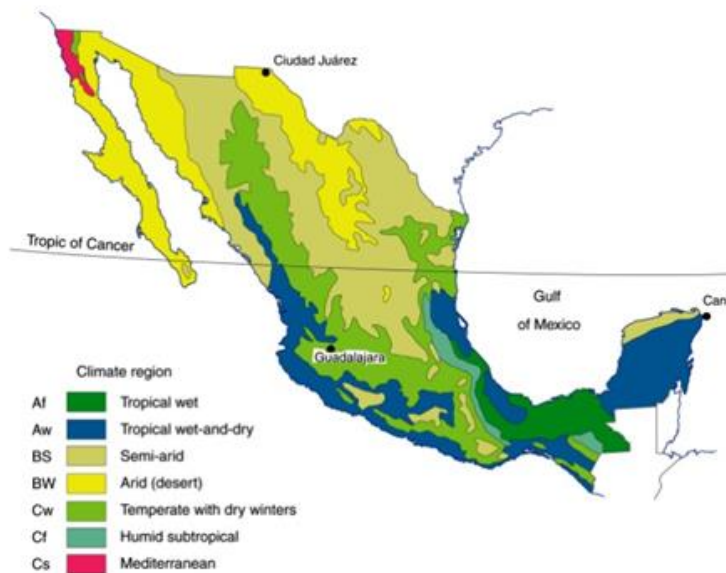 Ciudad Juárez
Tropic of Cancer
Gulf
of Mexico
Can
Guadalajara
Climate region
Af Tropical wet
Aw Tropical wet-and-dry
BS Semi-arid
BW Arid (desert)
Cw Temperate with dry winters
Cf Humid subtropical
Cs Mediterranean